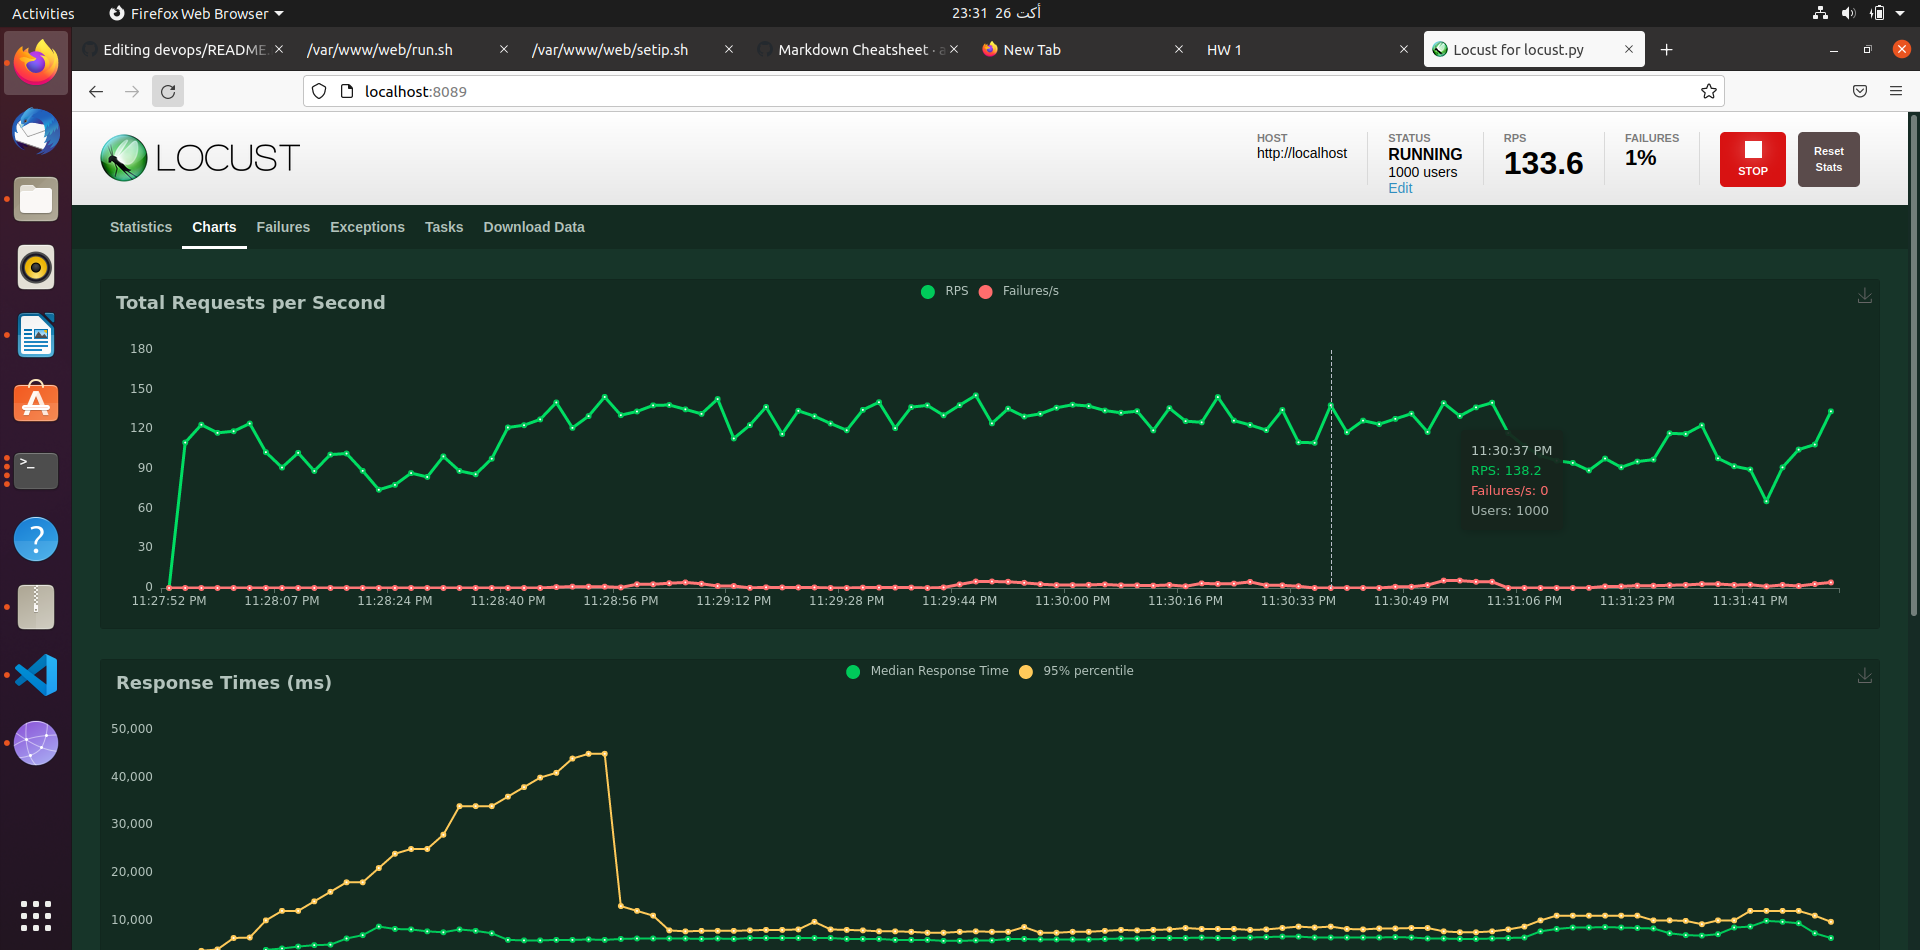 Activities
Firefox Web Browser
26 أكت 23:31
Editing devops/README.
/var/www/web/run.sh
/var/www/web/setip.sh
Markdown Cheatsheet · a
New Tab
HW 1
Locust for locust.py
localhost:8089
LOCUST
HOST
http://localhost
STATUS
RUNNING
1000 users
Edit
RPS
133.6
FAILURES
1%
STOP
Reset
Stats
Statistics
Charts
Failures
Exceptions
Tasks
Download Data
Total Requests per Second
RPS
Failures/s
180
150
120
90
60
30
0
11:30:37 PM
RPS: 138.2
Failures/s: 0
Users: 1000
11:27:52 PM
11:28:07 PM
11:28:24 PM
11:28:40 PM
11:28:56 PM
11:29:12 PM
11:29:28 PM
11:29:44 PM
11:30:00 PM
11:30:16 PM
11:30:33 PM
11:30:49 PM
11:31:06 PM
11:31:23 PM
11:31:41 PM
Response Times (ms)
Median Response Time
95% percentile
50,000
40,000
30,000
20,000
10,000